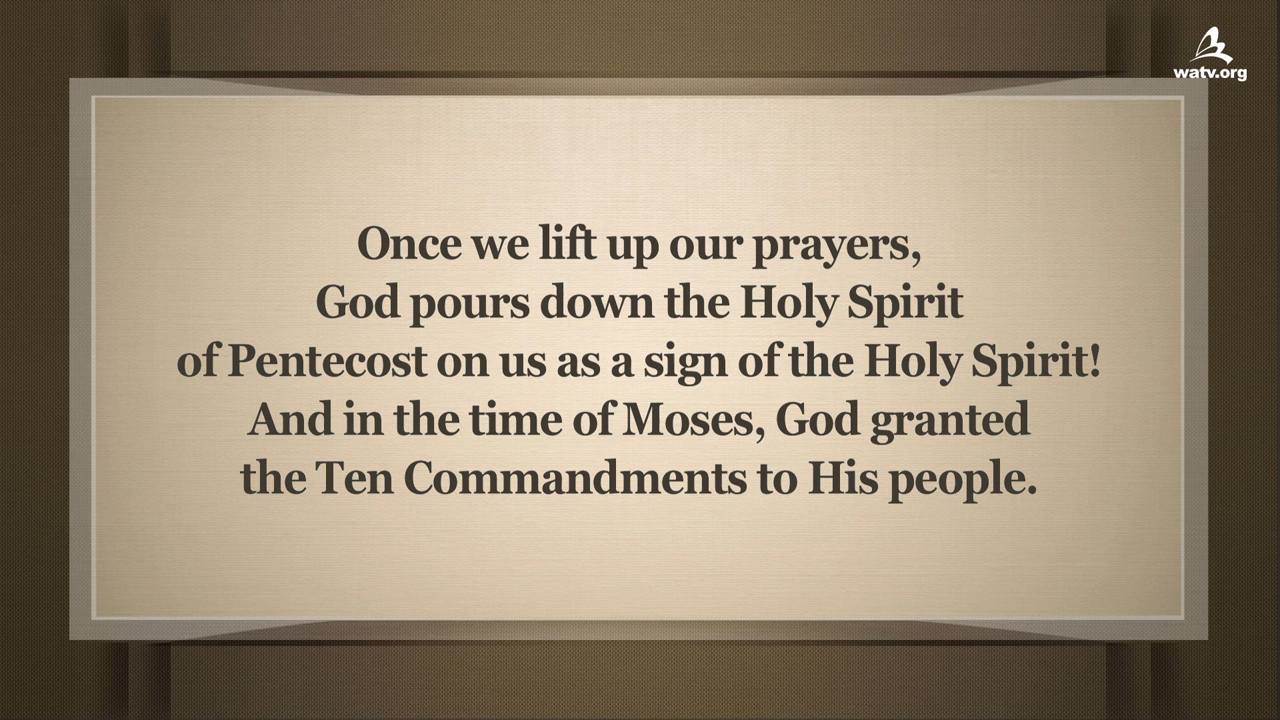 watv.org
Once we lift up our prayers,
God pours down the Holy Spirit
of Pentecost on us as a sign of the Holy Spirit!
And in the time of Moses, God granted
the Ten Commandments to His people.